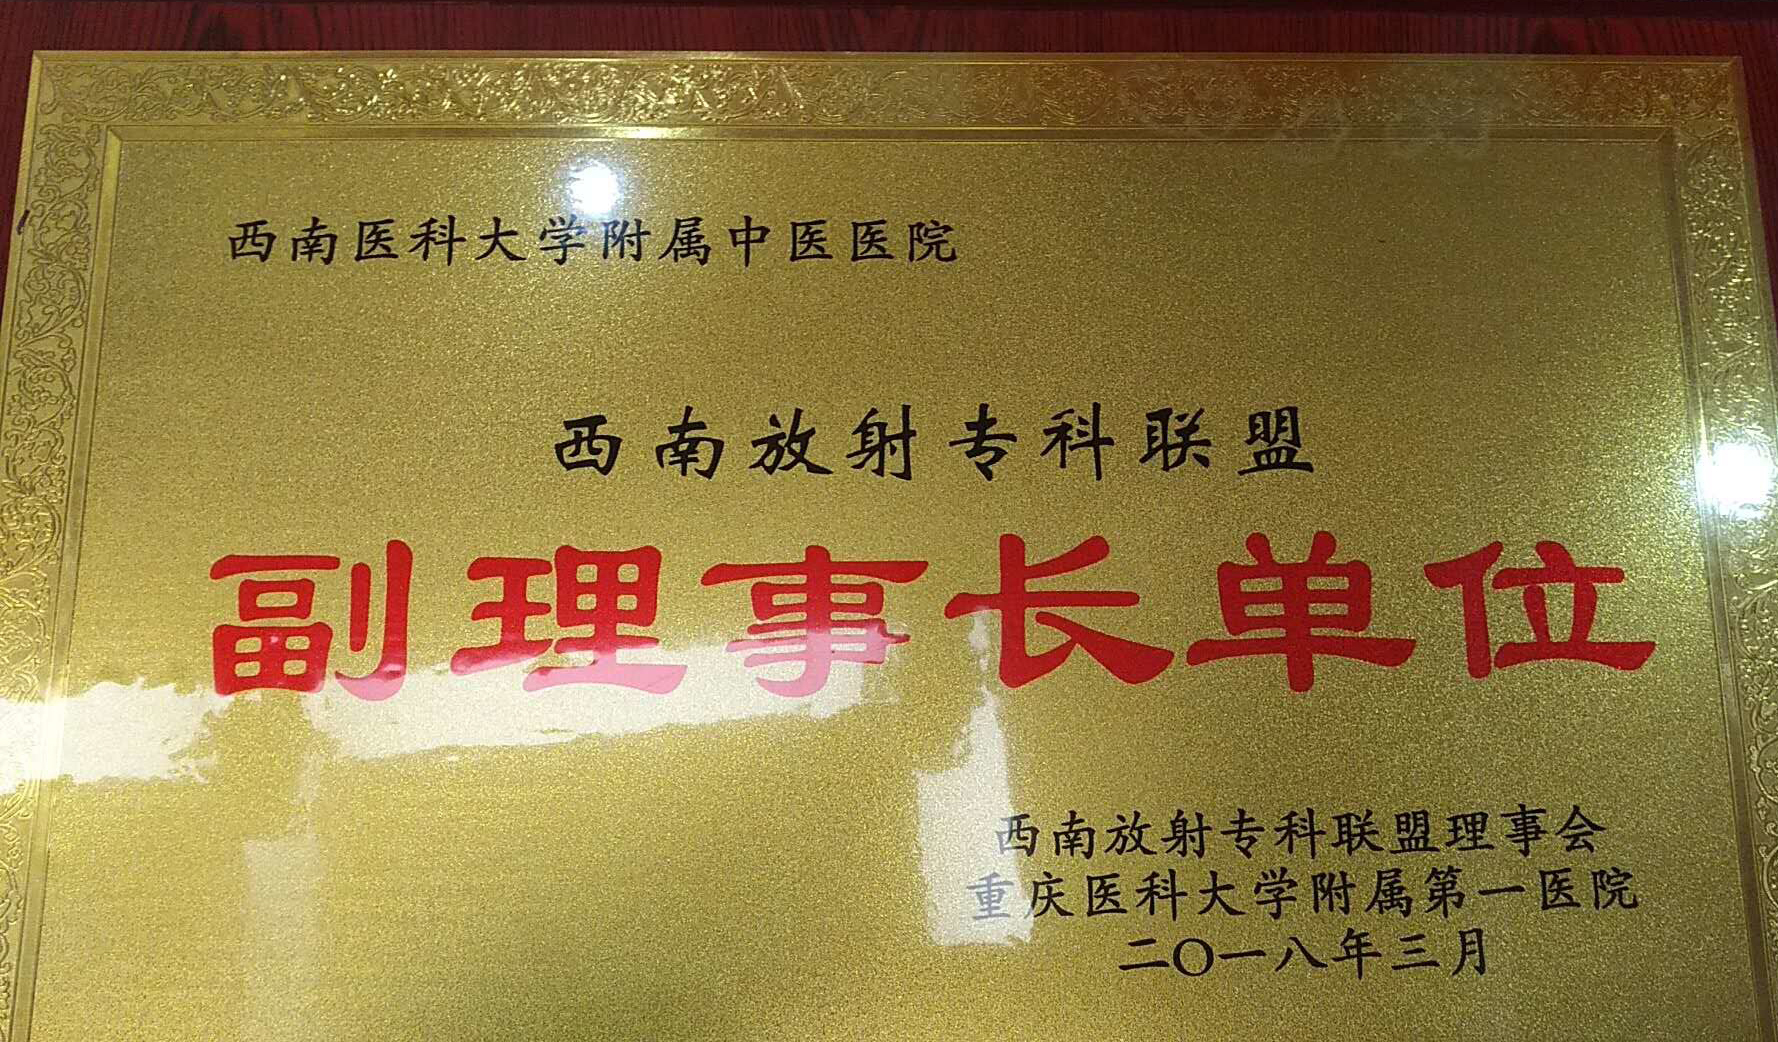 西南医科大学附属中医医院
西南放射专科联盟
副理事长单位
西南放射专科联盟理事会
重庆医科大学附属第一医院
二〇一八年三月